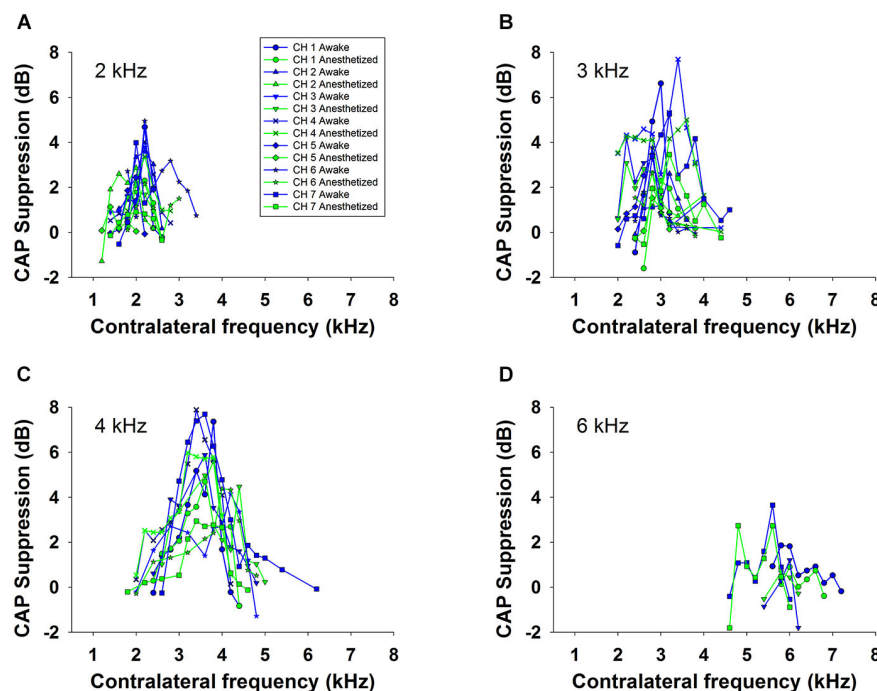 A
CAP Suppression (dB)
8
6
4
2
0
-2
2 kHz
CH 1 Awake
CH 1 Anesthetized
CH 2 Awake
CH 2 Anesthetized
CH 3 Awake
CH 3 Anesthetized
CH 4 Awake
CH 4 Anesthetized
CH 5 Awake
CH 5 Anesthetized
CH 6 Awake
CH 6 Anesthetized
CH 7 Awake
CH 7 Anesthetized
1 2 3 4 5 6 7 8
Contralateral frequency (kHz)
B
CAP Suppression (dB)
8
6
4
2
0
-2
3 kHz
1 2 3 4 5 6 7 8
Contralateral frequency (kHz)
C
CAP Suppression (dB)
8
6
4
2
0
-2
4 kHz
1 2 3 4 5 6 7 8
Contralateral frequency (kHz)
D
CAP Suppression (dB)
8
6
4
2
0
-2
6 kHz
1 2 3 4 5 6 7 8
Contralateral frequency (kHz)